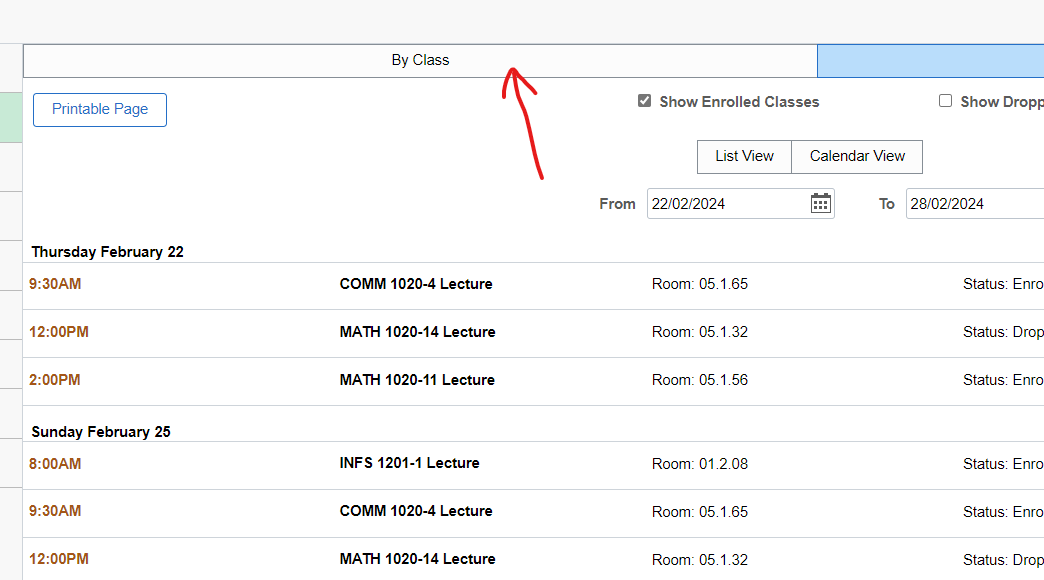 By Class
Printable Page Show Enrolled Classes Show Dropp
List View Calendar View
From 22/02/2024 To 28/02/2024
Thursday February 22
9:30AM COMM 1020-4 Lecture Room: 05.1.65 Status: Enro
12:00PM MATH 1020-14 Lecture Room: 05.1.32 Status: Drop
2:00PM MATH 1020-11 Lecture Room: 05.1.56 Status: Enro
Sunday February 25
8:00AM INFS 1201-1 Lecture Room: 01.2.08 Status: Enro
9:30AM COMM 1020-4 Lecture Room: 05.1.65 Status: Enro
12:00PM MATH 1020-14 Lecture Room: 05.1.32 Status: Drop